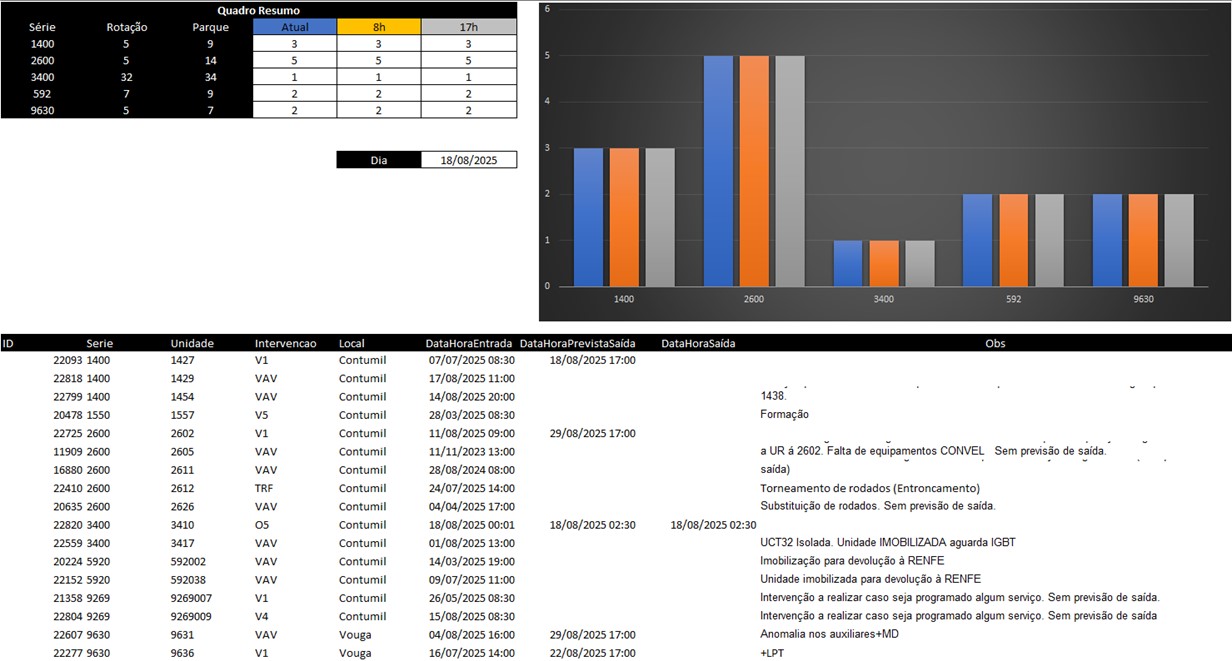 Quadro Resumo
Série Rotação Parque Atual 8h 17h
1400 5 9 3 3 3
2600 5 14 5 5 5
3400 32 34 1 1 1
592 7 9 2 2 2
9630 5 7 2 2 2
Dia 18/08/2025
6
5
4
3
2
1
0
1400 2600 3400 592 9630
ID Serie Unidade Intervencao Local DataHoraEntrada DataHoraPrevistaSaída DataHoraSaída Obs
22093 1400 1427 V1 Contumil 07/07/2025 08:30 18/08/2025 17:00
22818 1400 1429 VAV Contumil 17/08/2025 11:00
22799 1400 1454 VAV Contumil 14/08/2025 20:00 1438.
20478 1550 1557 V5 Contumil 28/03/2025 08:30 Formação
22725 2600 2602 V1 Contumil 11/08/2025 09:00 29/08/2025 17:00
11909 2600 2605 VAV Contumil 11/11/2023 13:00 a UR á 2602. Falta de equipamentos CONVEL Sem previsão de saída.
16880 2600 2611 VAV Contumil 28/08/2024 08:00 saída)
22410 2600 2612 TRF Contumil 24/07/2025 14:00 Torneamento de rodados (Entroncamento)
20635 2600 2626 VAV Contumil 04/04/2025 17:00 Substituição de rodados. Sem previsão de saída.
22820 3400 3410 O5 Contumil 18/08/2025 00:01 18/08/2025 02:30 18/08/2025 02:30
22559 3400 3417 VAV Contumil 01/08/2025 13:00 UCT32 Isolada. Unidade IMOBILIZADA aguarda IGBT
20224 5920 592002 VAV Contumil 14/03/2025 19:00 Imobilização para devolução à RENFE
22152 5920 592038 VAV Contumil 09/07/2025 11:00 Unidade imobilizada para devolução à RENFE
21358 9269 9269007 V1 Contumil 26/05/2025 08:30 Intervenção a realizar caso seja programado algum serviço. Sem previsão de saída.
22804 9269 9269009 V4 Contumil 15/08/2025 08:30 Intervenção a realizar caso seja programado algum serviço. Sem previsão de saída
22607 9630 9631 VAV Vouga 04/08/2025 16:00 29/08/2025 17:00 Anomalia nos auxiliares+MD
22277 9630 9636 V1 Vouga 16/07/2025 14:00 22/08/2025 17:00 +LPT